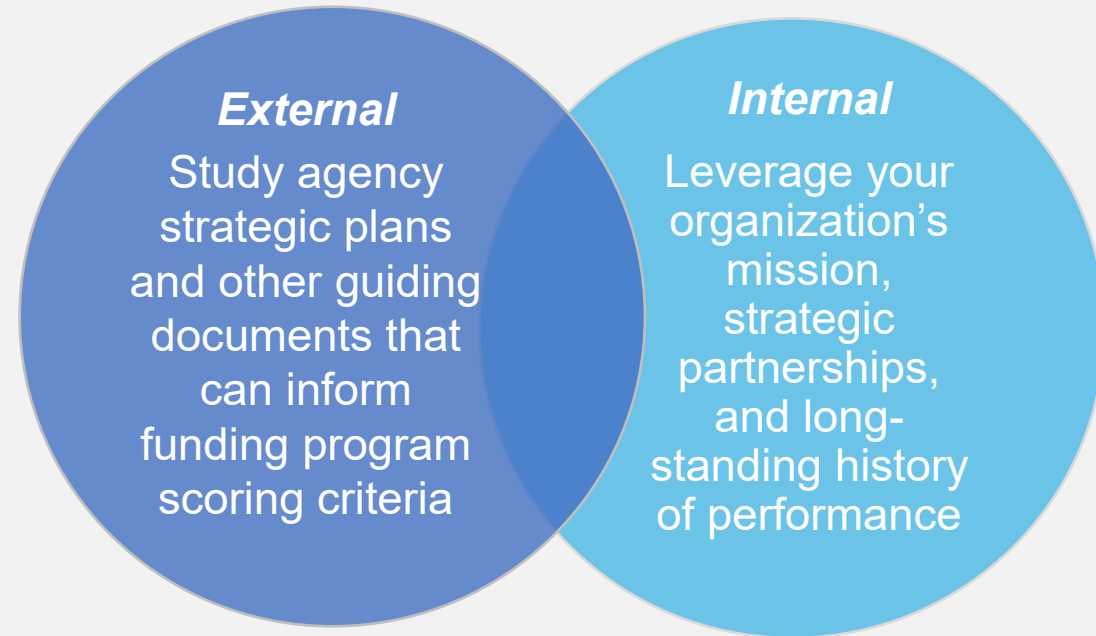 External
Study agency
strategic plans
and other guiding
documents that
can inform
funding program
scoring criteria
Internal
Leverage your
organization’s
mission,
strategic
partnerships,
and long-
standing history
of performance